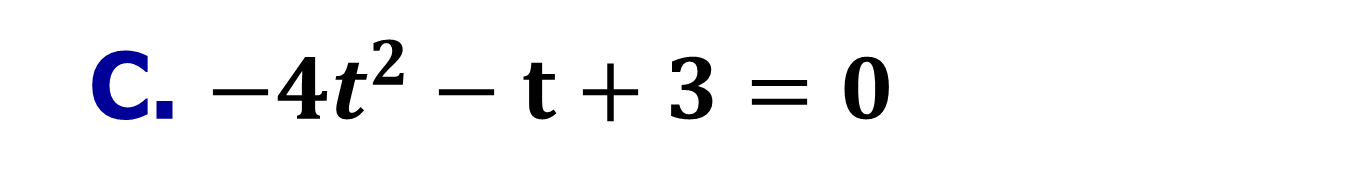 C. −4t² − t + 3 = 0